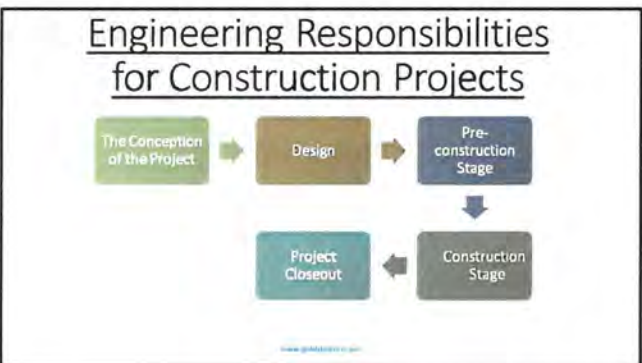 Engineering Responsibilities
for Construction Projects
The Conception
of the Project
Design
Pre-
construction
Stage
Construction
Stage
Project
Closeout